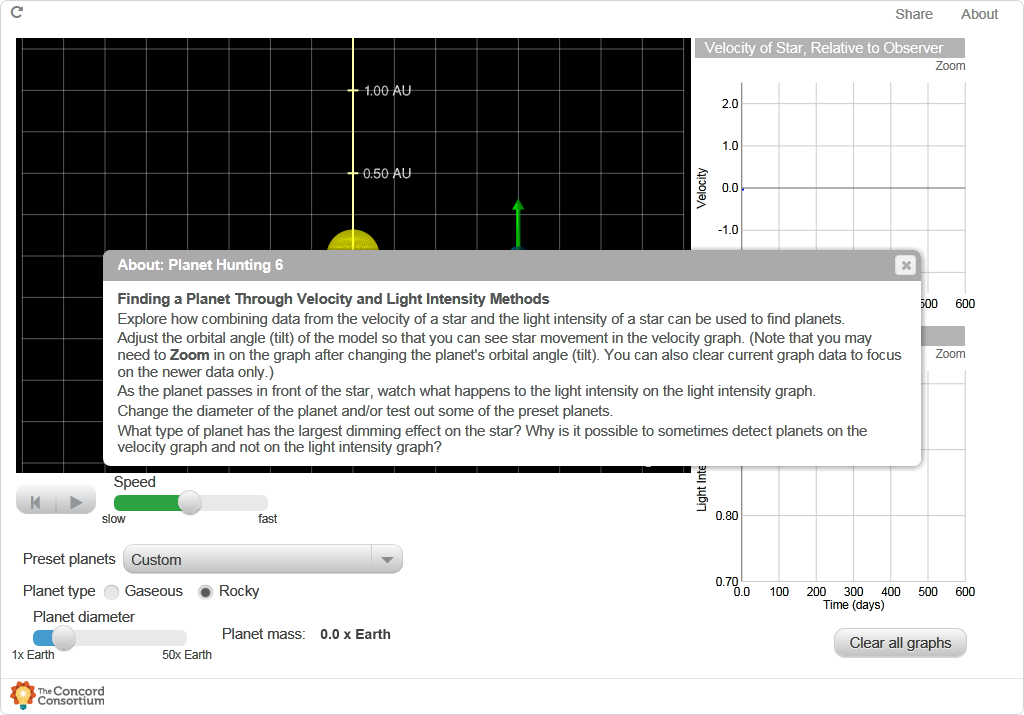 Share About
Velocity of Star, Relative to Observer
Zoom
1.00 AU
0.50 AU
2.0
1.0
0.0
-1.0
Velocity
500 600
Zoom
About: Planet Hunting 6
Finding a Planet Through Velocity and Light Intensity Methods
Explore how combining data from the velocity of a star and the light intensity of a star can be used to find planets.
Adjust the orbital angle (tilt) of the model so that you can see star movement in the velocity graph. (Note that you may
need to Zoom in on the graph after changing the planet's orbital angle (tilt). You can also clear current graph data to focus
on the newer data only.)
As the planet passes in front of the star, watch what happens to the light intensity on the light intensity graph.
Change the diameter of the planet and/or test out some of the preset planets.
What type of planet has the largest dimming effect on the star? Why is it possible to sometimes detect planets on the
velocity graph and not on the light intensity graph?
Speed
slow fast
Light Inte
0.80
0.70
0.0 100 200 300 400 500 600
Time (days)
Preset planets Custom
Planet type Gaseous Rocky
Planet diameter
1x Earth 50x Earth
Planet mass: 0.0 x Earth
Clear all graphs
The Concord
Consortium